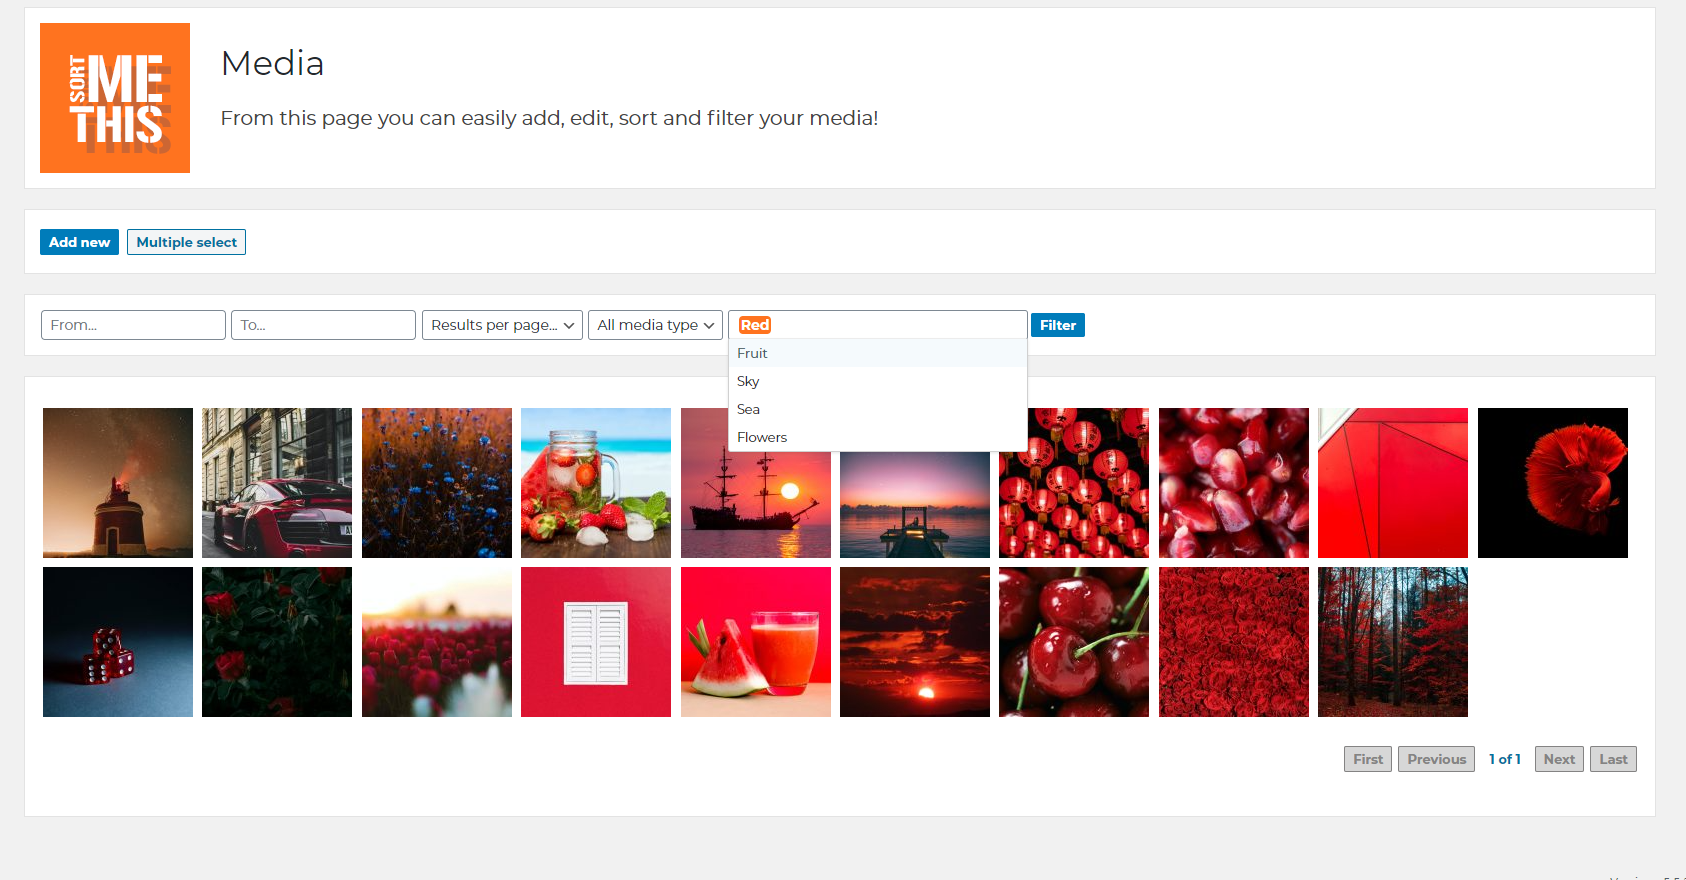 SORT
ME
THIS
Media
From this page you can easily add, edit, sort and filter your media!
Add new
Multiple select
From...
To...
Results per page...
All media type
Red
Filter
Fruit
Sky
Sea
Flowers
First
Previous
1 of 1
Next
Last